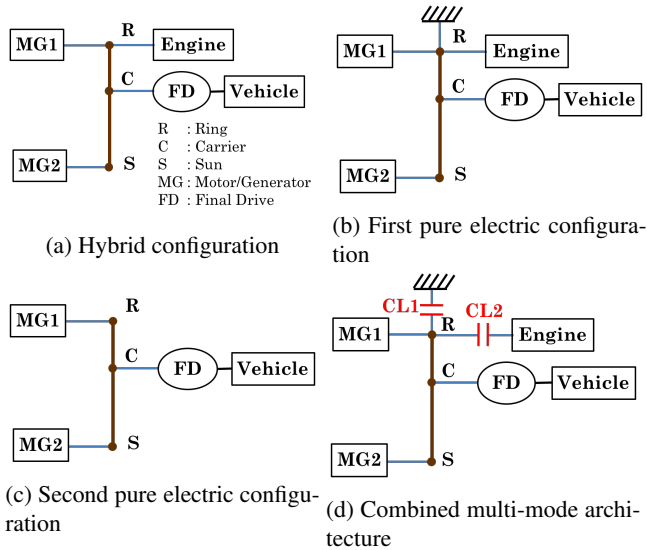 R
MG1
Engine
C
FD
Vehicle
R : Ring
C : Carrier
S : Sun
MG : Motor/Generator
FD : Final Drive
MG2
S
(a) Hybrid configuration
R
MG1
Engine
C
FD
Vehicle
MG2
S
(b) First pure electric configura-
tion
R
MG1
C
FD
Vehicle
MG2
S
(c) Second pure electric configu-
ration
CL1
CL2
MG1
R
Engine
C
FD
Vehicle
MG2
S
(d) Combined multi-mode archi-
tecture